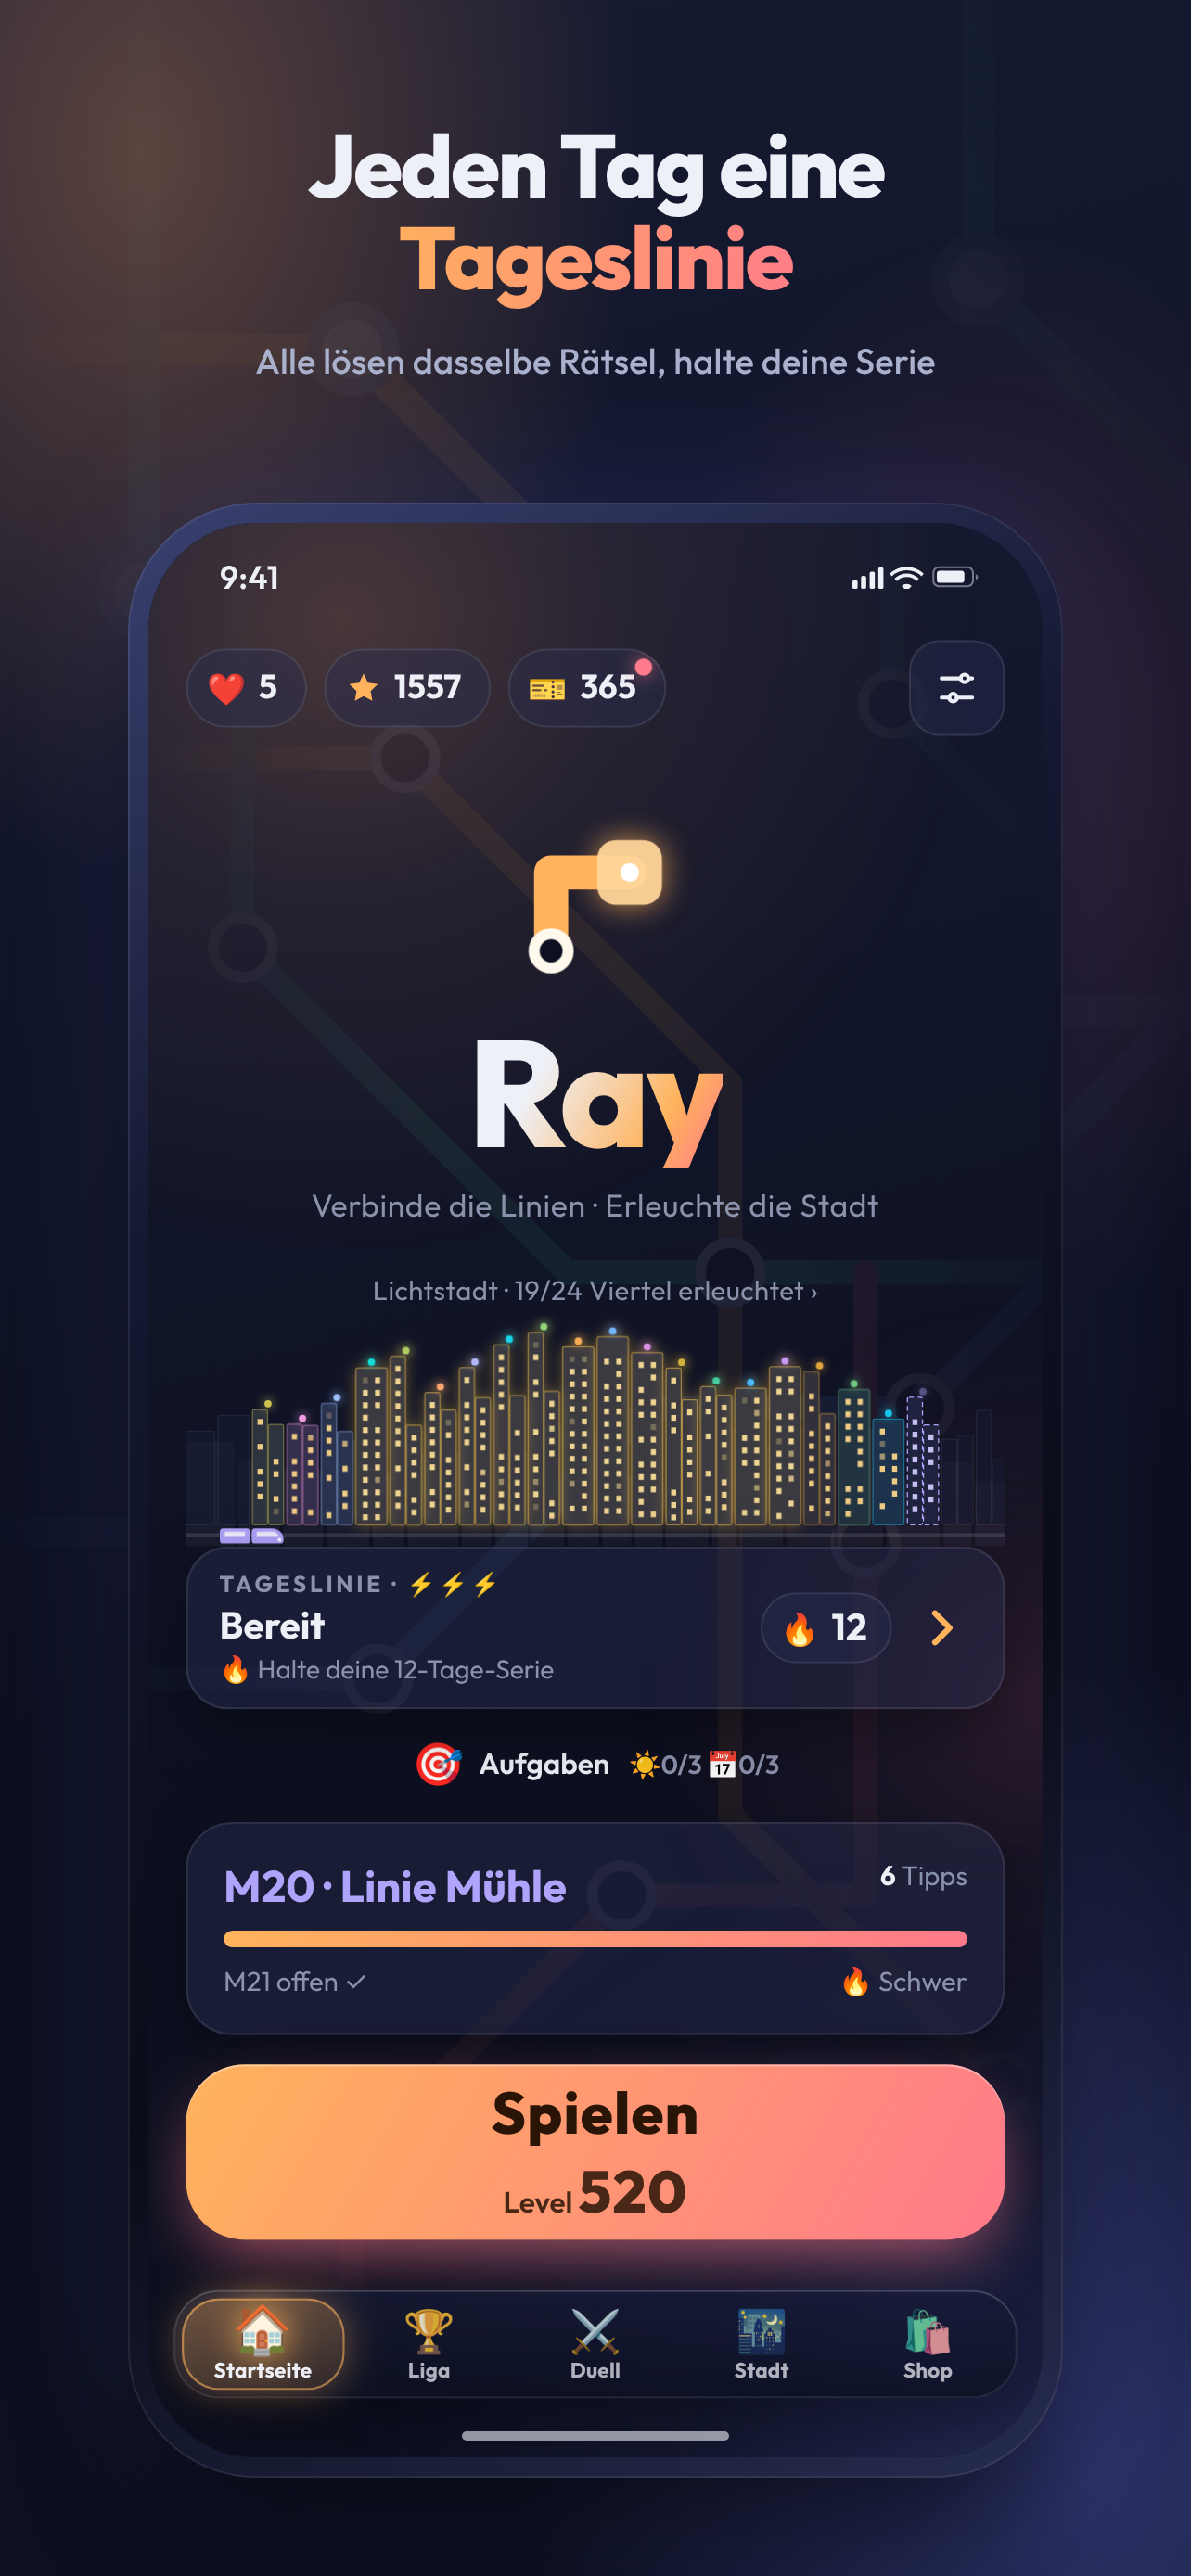 Jeden Tag eine
Tageslinie
Alle lösen dasselbe Rätsel, halte deine Serie
9:41
❤️ 5 ★ 1557 🎫 365
Ray
Verbinde die Linien · Erleuchte die Stadt
Lichtstadt · 19/24 Viertel erleuchtet ›
TAGESLINIE · ⚡⚡⚡
Bereit
🔥 12
🔥 Halte deine 12-Tage-Serie
🎯 Aufgaben ☀️0/3 📅0/3
M20 · Linie Mühle
6 Tipps
M21 offen ✓
🔥 Schwer
Spielen
Level 520
Startseite Liga Duell Stadt Shop